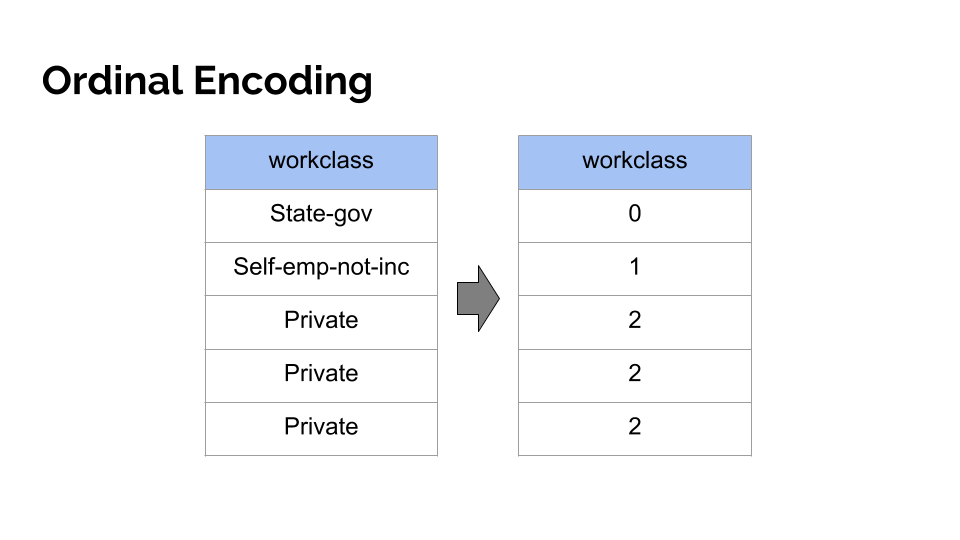 Ordinal Encoding
workclass
State-gov
Self-emp-not-inc
Private
Private
Private
workclass
0
1
2
2
2